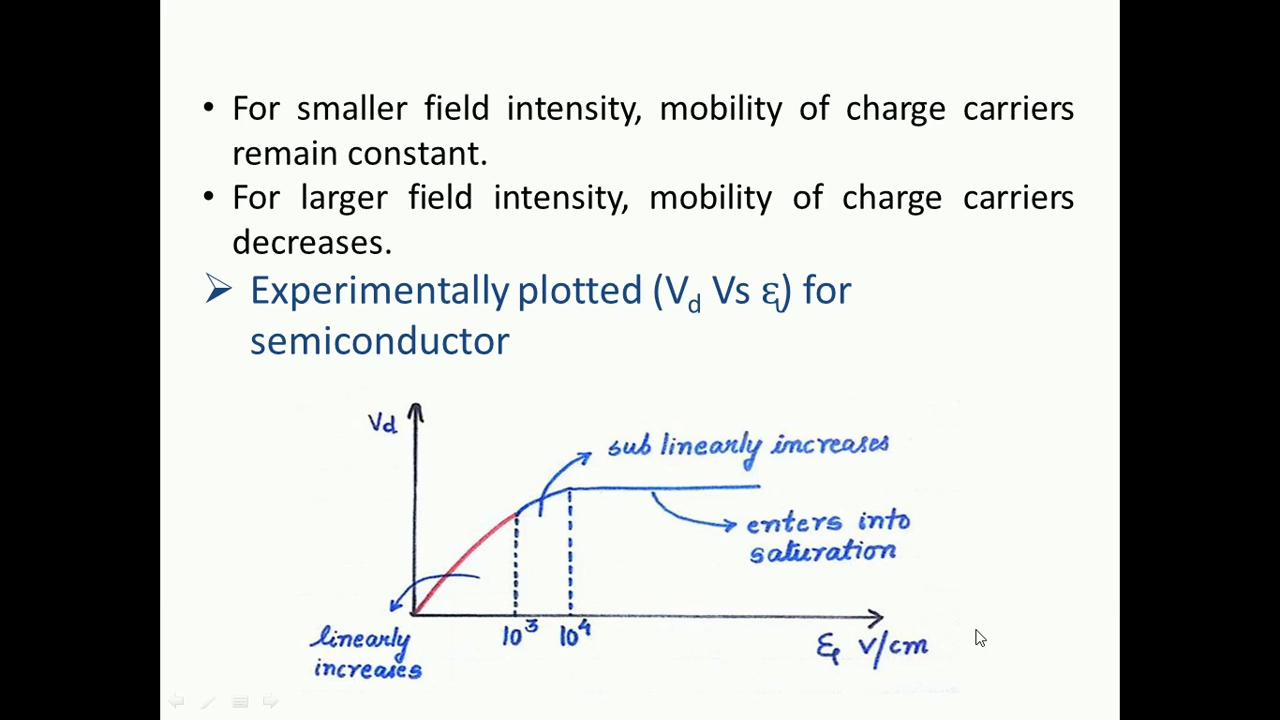 • For smaller field intensity, mobility of charge carriers
remain constant.
• For larger field intensity, mobility of charge carriers
decreases.
➢ Experimentally plotted (Vd Vs ε) for
semiconductor
Vd
sub linearly increases
enters into
saturation
10³ 10⁴
linearly
increases
ε v/cm